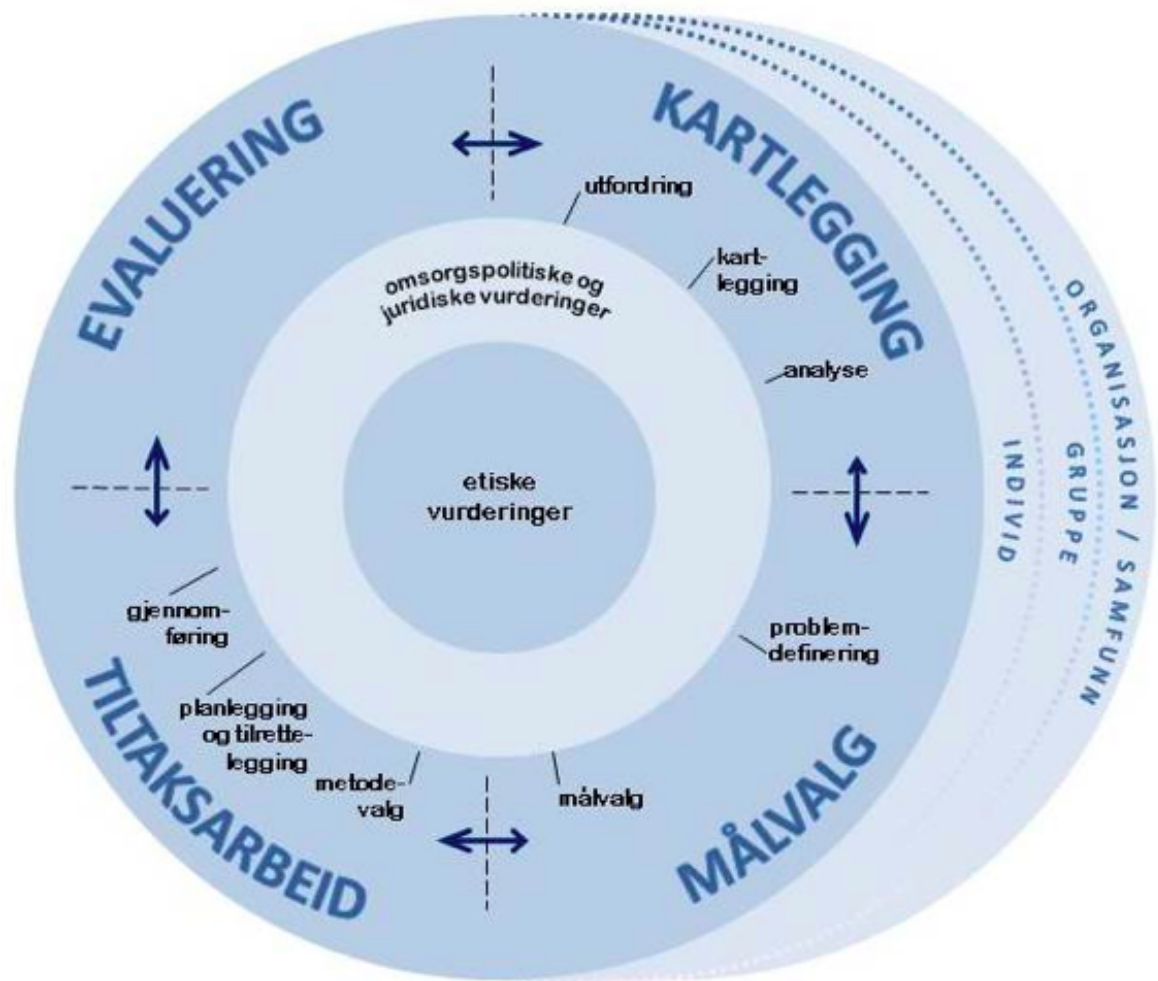 EVALUERING
KARTLEGGING
utfordring
kart-
legging
analyse
omsorgspolitiske og
juridiske vurderinger
etiske
vurderinger
problem-
definering
MÅLVALG
målvalg
metode-
valg
planlegging
og tilrette-
legging
gjennom-
føring
TILTAKSARBEID
INDIVID
GRUPPE
ORGANISASJON / SAMFUNN